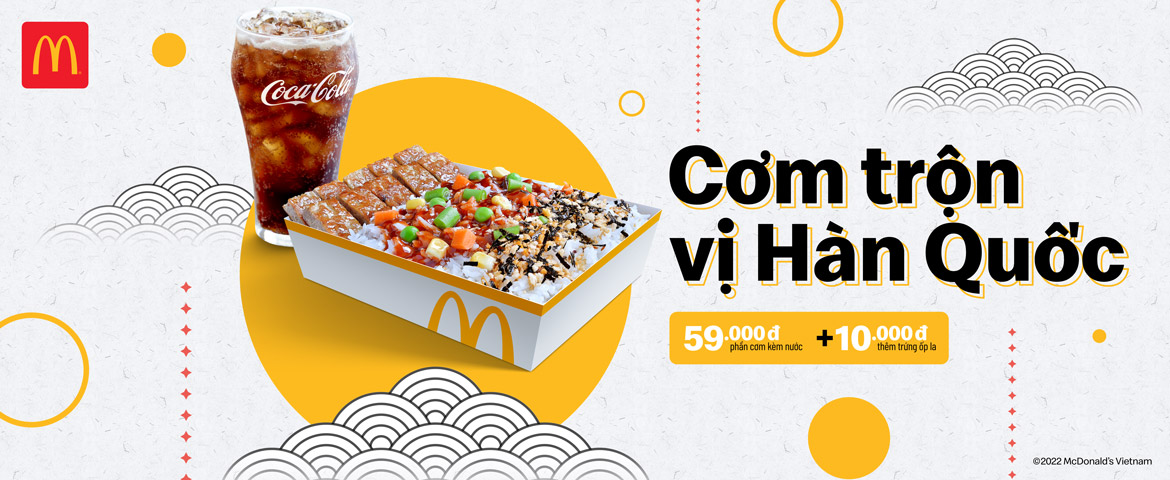 Coca-Cola
Cơm trộn
vị Hàn Quốc
59.000đ
phần cơm kèm nước
+10.000đ
thêm trứng ốp la
©2022 McDonald's Vietnam